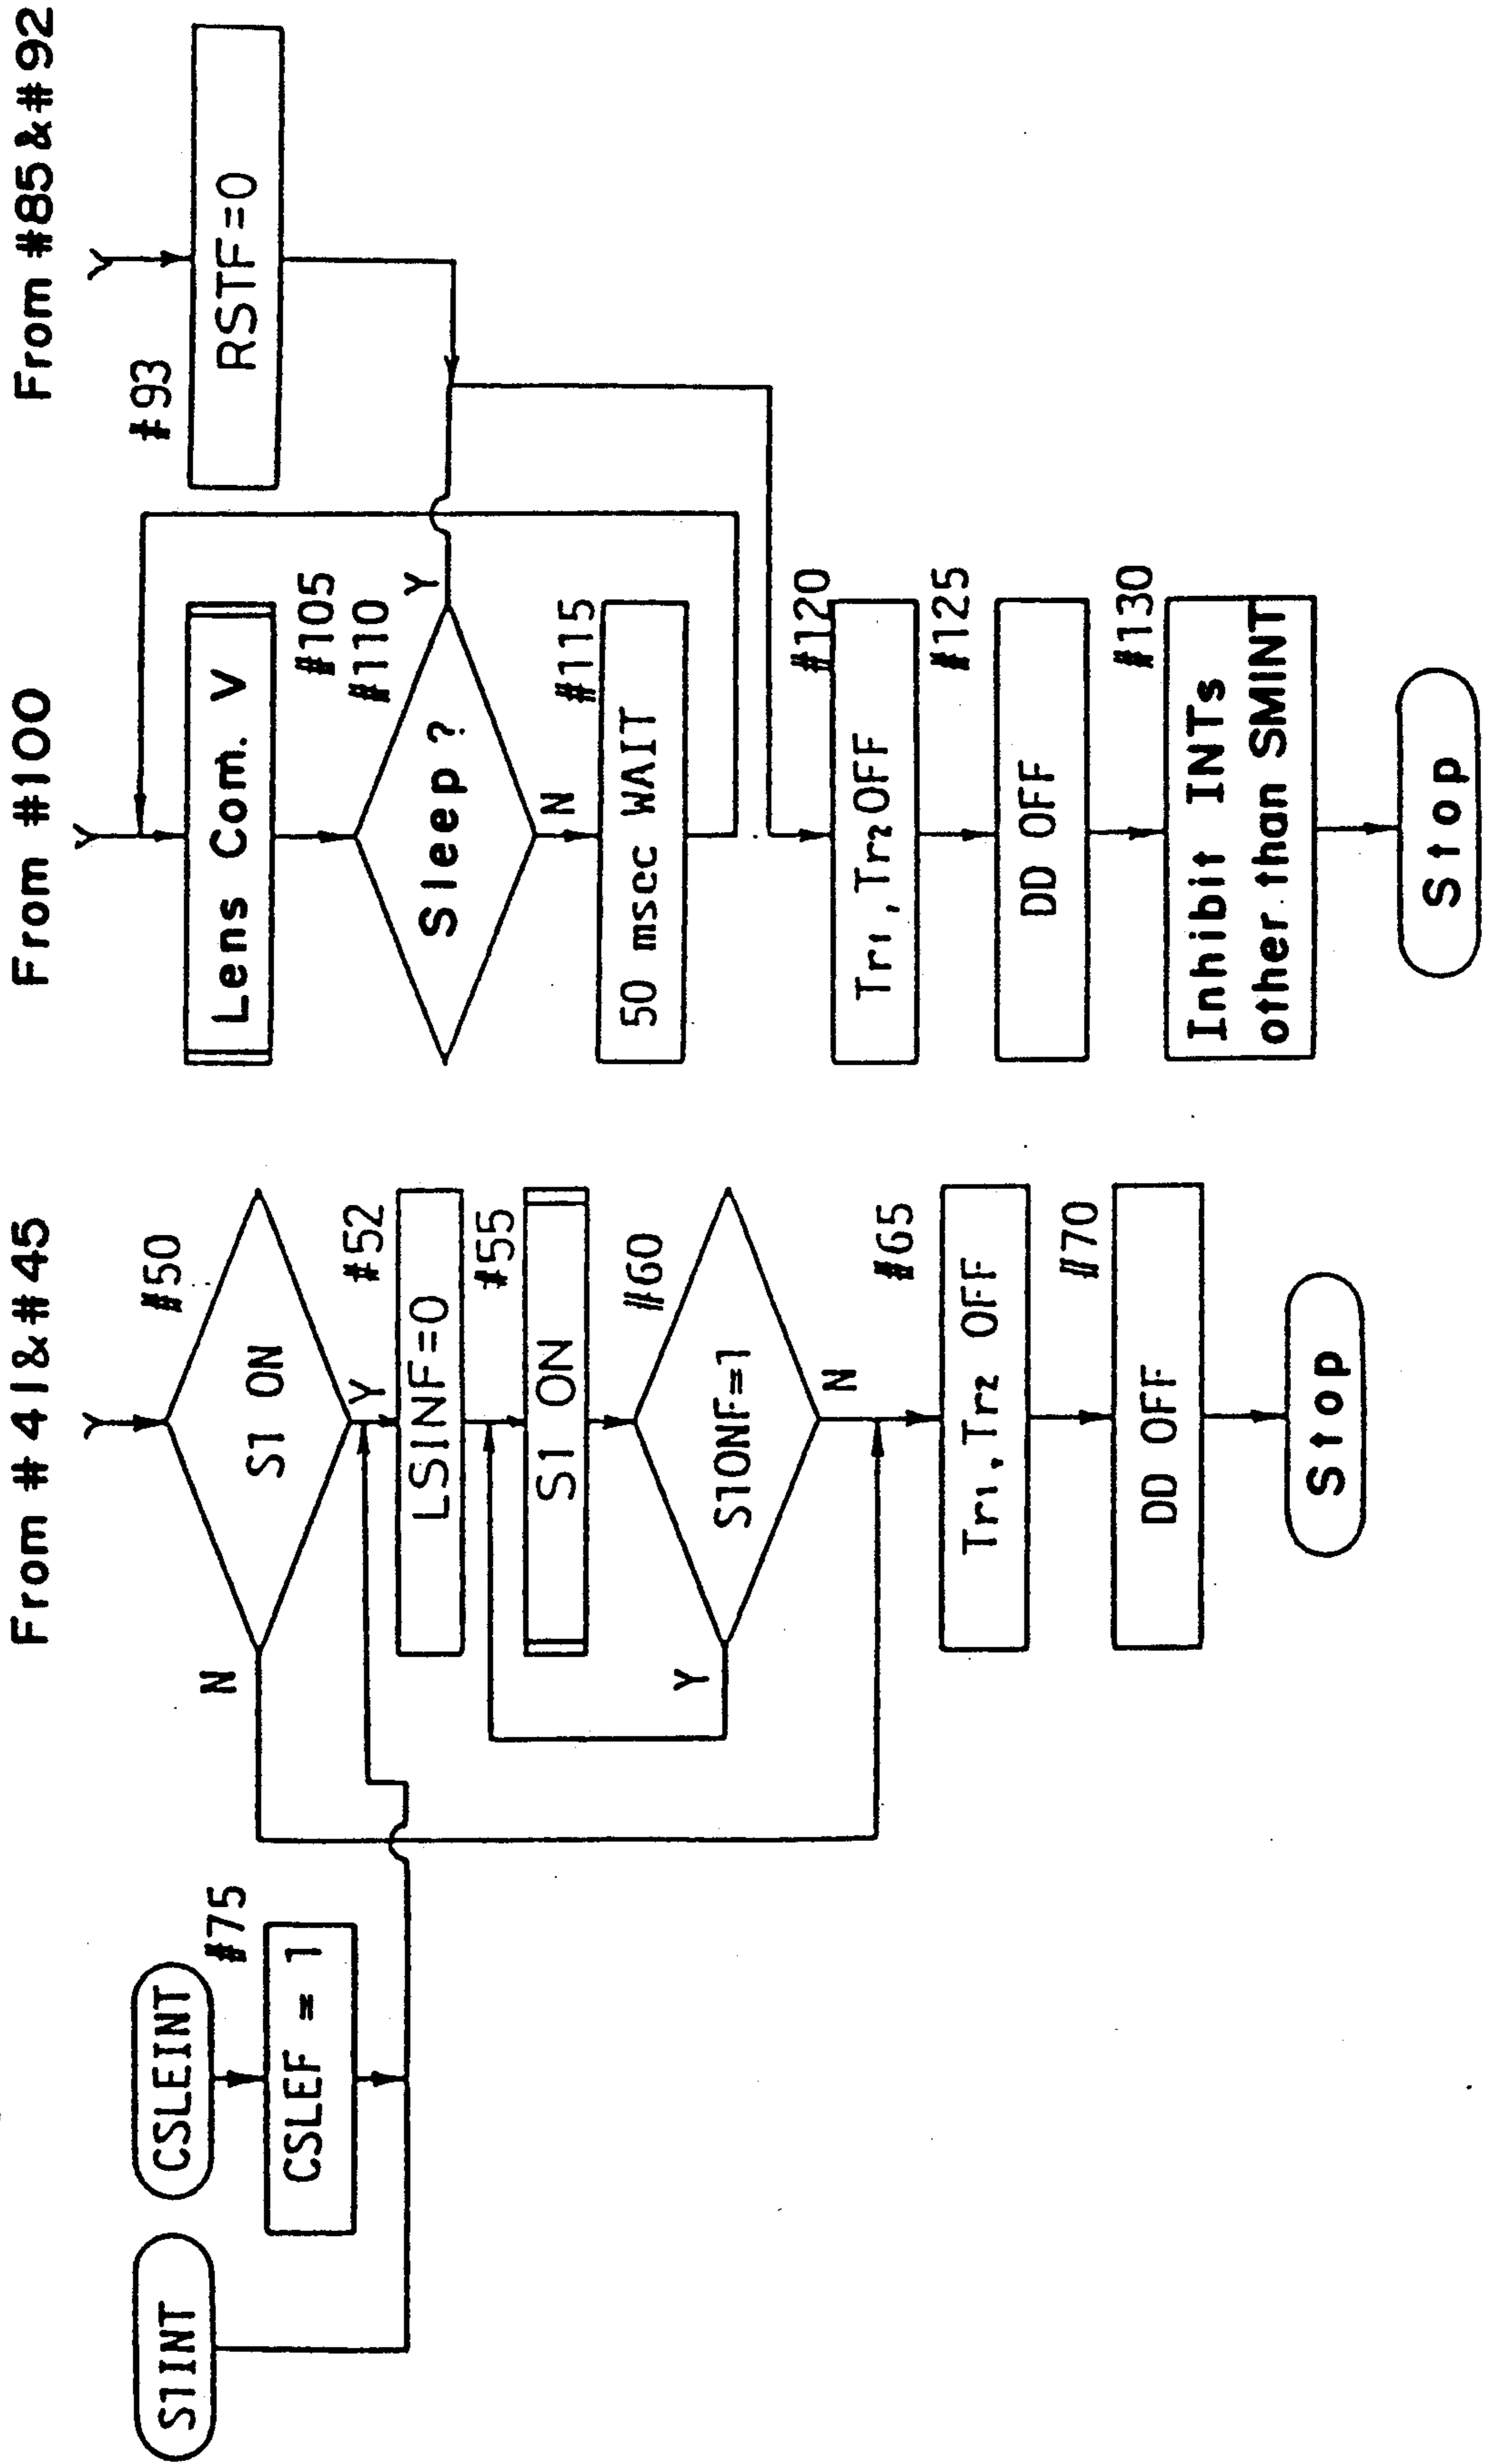 S1INT
CSLEINT
#75
CSLEF = 1
From #41&#45
#50
S1 ON
N
Y
#52
LSINF=0
#55
S1 ON
#60
S1ONF=1
Y
N
#65
Tr1, Tr2 OFF
#70
DD OFF
Stop
From #100
Lens Com. V
#105
#110
Sleep?
Y
N
#115
50 msec WAIT
#120
Tr1, Tr2 OFF
#125
DD OFF
#130
Inhibit INTs
other than SMINT
Stop
From #85&#92
#93
RSTF=0